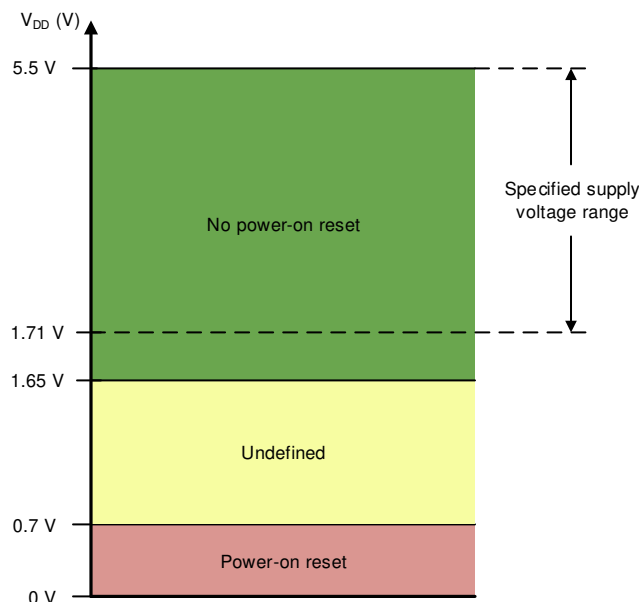 V_DD (V)
5.5 V
Specified supply
voltage range
No power-on reset
1.71 V
1.65 V
Undefined
0.7 V
Power-on reset
0 V